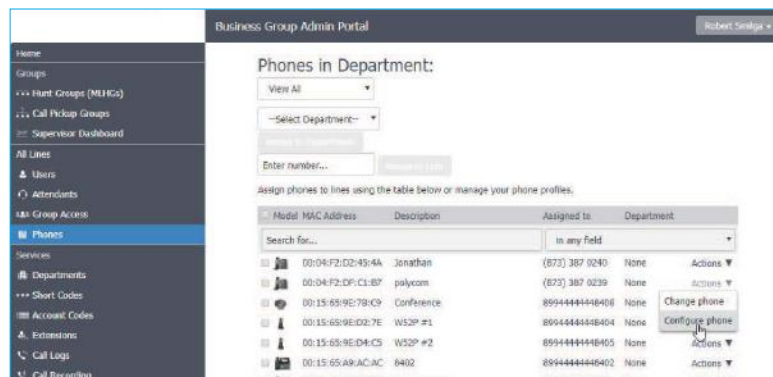 Business Group Admin Portal
Robert Smilga
Home
Groups
Hunt Groups (MLHGs)
Call Pickup Groups
Supervisor Dashboard
All Lines
Users
Attendants
Group Access
Phones
Services
Departments
Short Codes
Account Codes
Extensions
Call Logs
Call Recording
Phones in Department:
View All
--Select Department--
Enter number...
Assign phones to lines using the table below or manage your phone profiles.
Model MAC Address Description Assigned to Department
Search for... in any field
00:04:F2:D2:45:4A Jonathan (873) 387 0240 None Actions ▼
00:04:F2:DF:C1:B7 polycom (873) 387 0239 None Actions ▼
00:15:65:9E:7B:C9 Conference 89944444448406 None Change phone
00:15:65:9E:D2:7E W52P #1 89944444448404 None Configure phone
00:15:65:9E:D4:C5 W52P #2 89944444448405 None Actions ▼
00:15:65:A9:AC:AC 8402 89944444448402 None Actions ▼